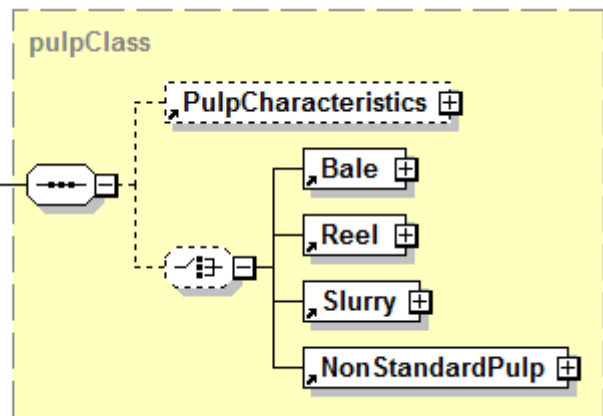 pulpClass
PulpCharacteristics
Bale
Reel
Slurry
NonStandardPulp